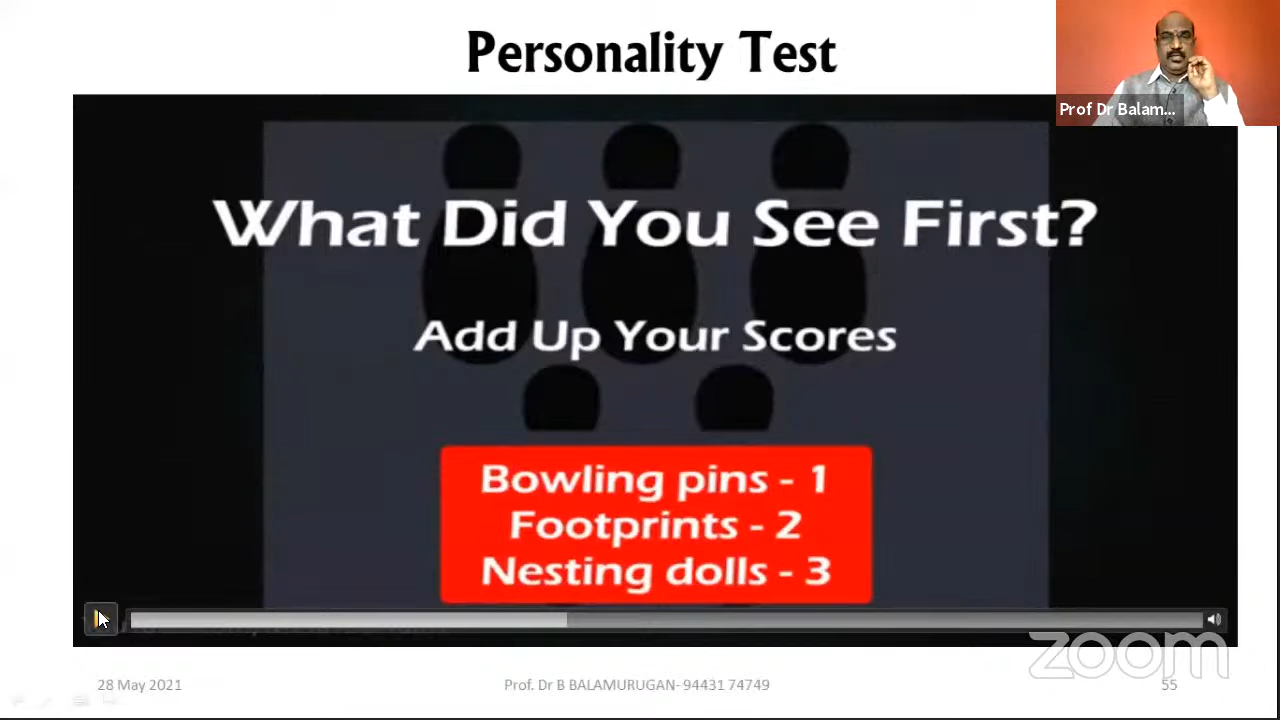 Personality Test
Prof Dr Balam...
What Did You See First?
Add Up Your Scores
Bowling pins - 1
Footprints - 2
Nesting dolls - 3
zoom
28 May 2021
Prof. Dr B BALAMURUGAN- 94431 74749
55